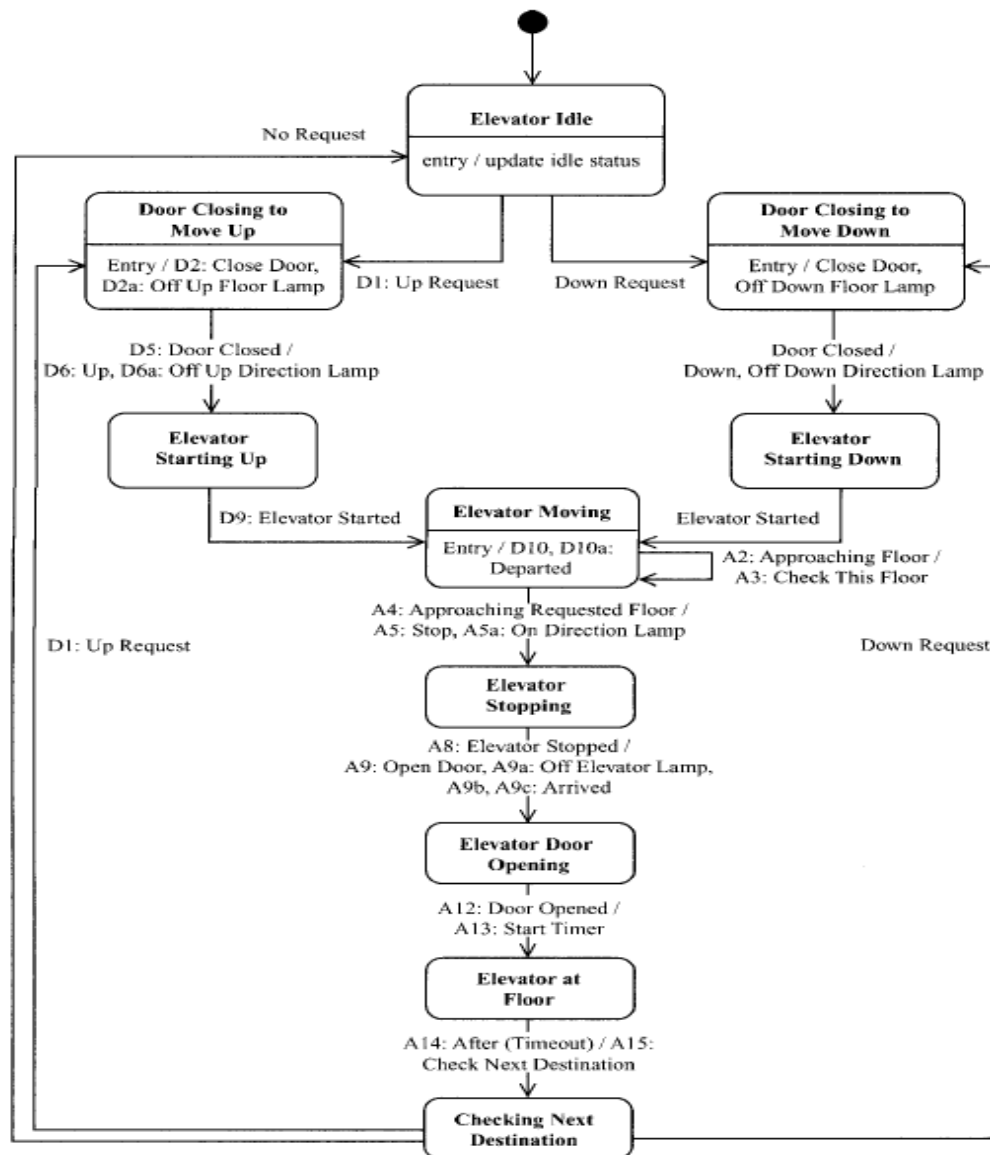 Elevator Idle
No Request
entry / update idle status
Door Closing to
Move Up
Door Closing to
Move Down
Entry / D2: Close Door,
D2a: Off Up Floor Lamp
D1: Up Request
Down Request
Entry / Close Door,
Off Down Floor Lamp
D5: Door Closed /
D6: Up, D6a: Off Up Direction Lamp
Door Closed /
Down, Off Down Direction Lamp
Elevator
Starting Up
Elevator
Starting Down
D9: Elevator Started
Elevator Moving
Elevator Started
Entry / D10, D10a:
Departed
A2: Approaching Floor /
A3: Check This Floor
A4: Approaching Requested Floor /
A5: Stop, A5a: On Direction Lamp
D1: Up Request
Down Request
Elevator
Stopping
A8: Elevator Stopped /
A9: Open Door, A9a: Off Elevator Lamp,
A9b, A9c: Arrived
Elevator Door
Opening
A12: Door Opened /
A13: Start Timer
Elevator at
Floor
A14: After (Timeout) / A15:
Check Next Destination
Checking Next
Destination